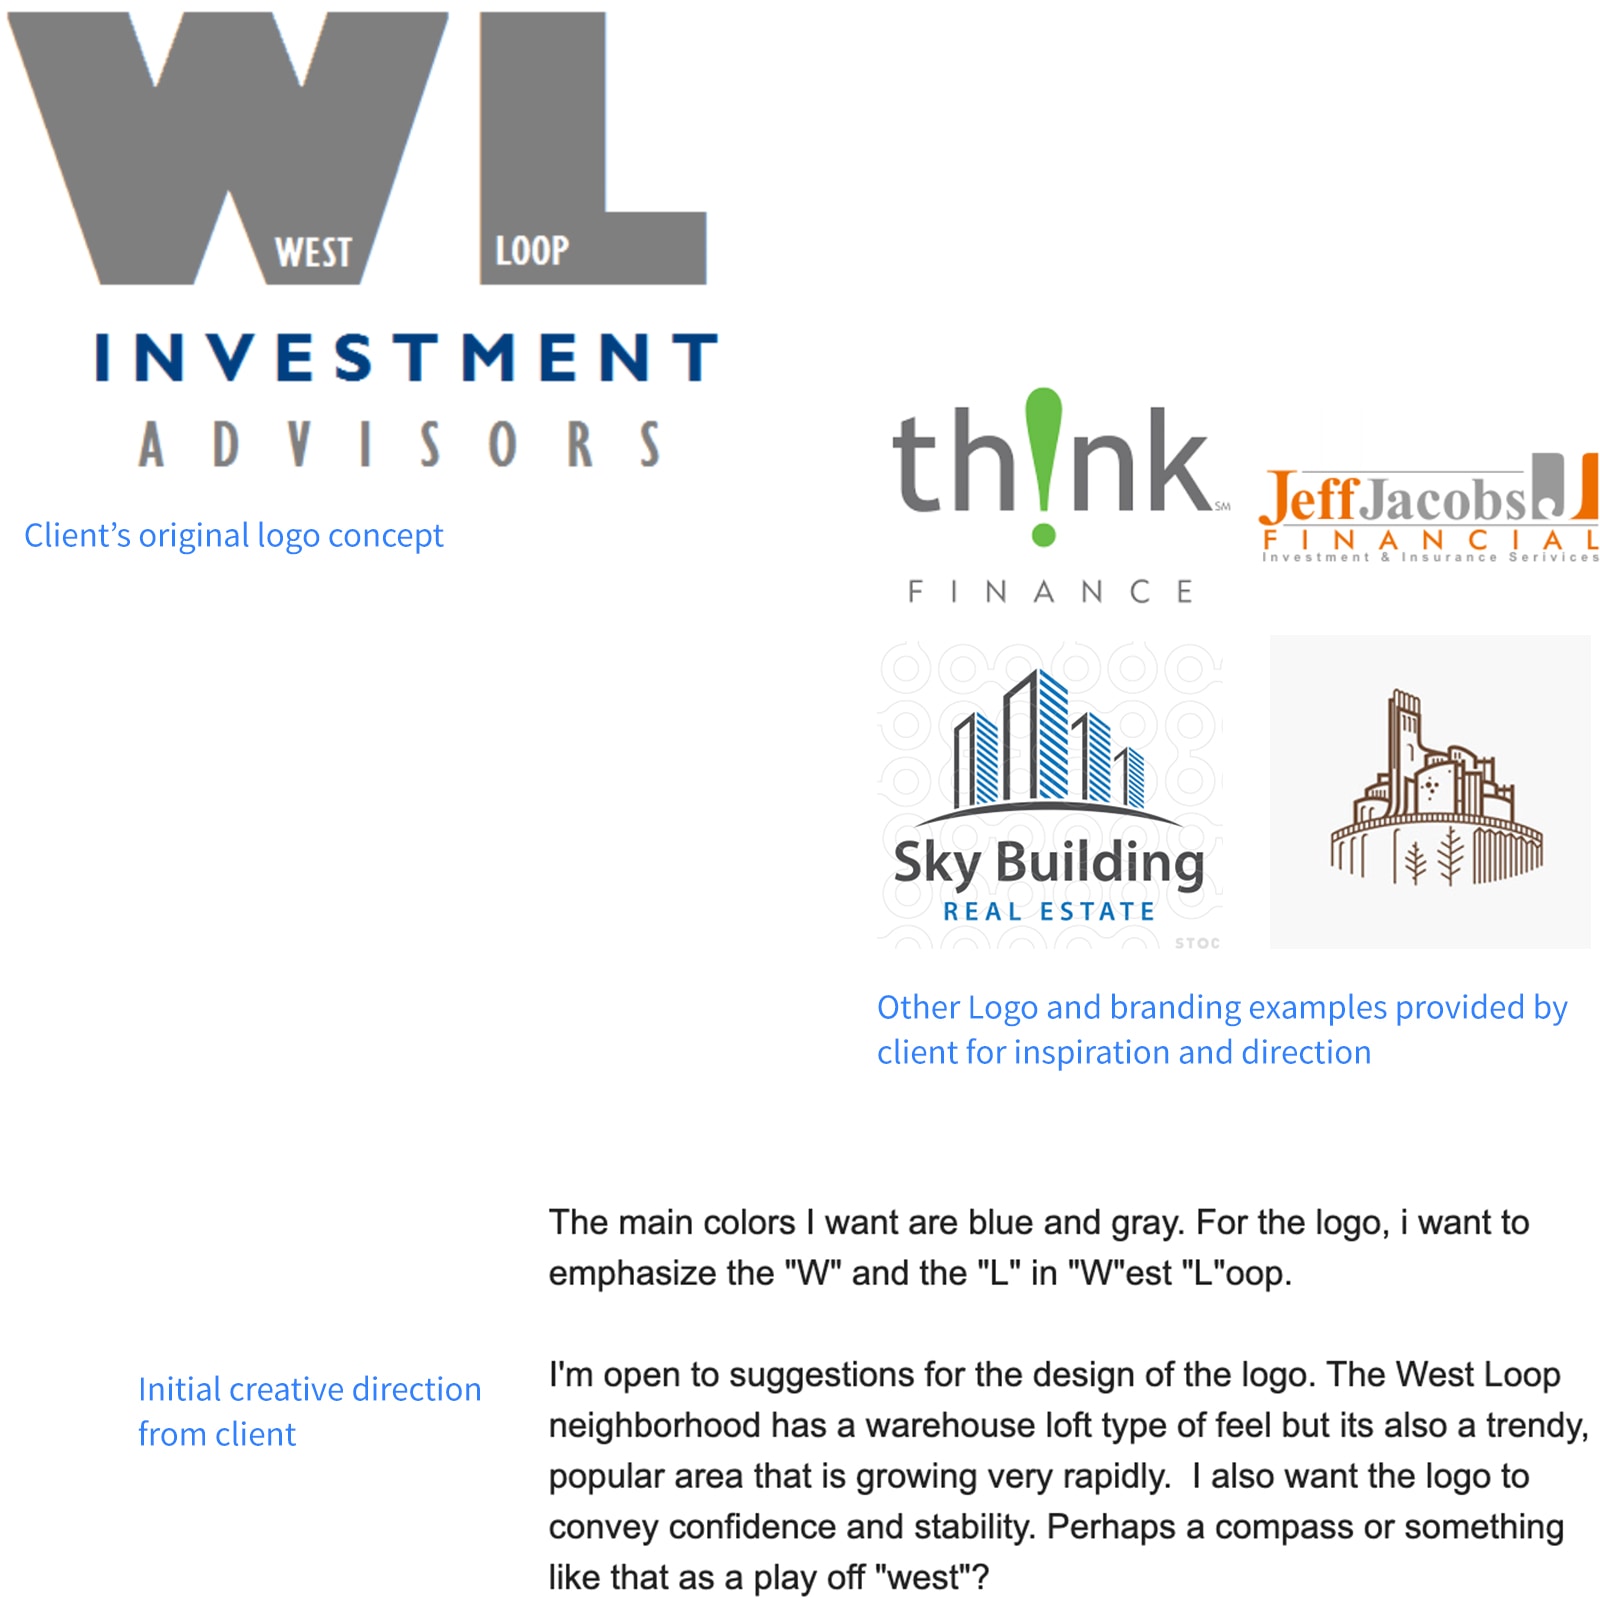 WL
WEST LOOP
INVESTMENT
ADVISORS
Client’s original logo concept
th!nk SM
FINANCE
JeffJacobs JJ
FINANCIAL
Investment & Insurance Serivices
Sky Building
REAL ESTATE
STOC
Other Logo and branding examples provided by
client for inspiration and direction
The main colors I want are blue and gray. For the logo, i want to
emphasize the "W" and the "L" in "W"est "L"oop.
Initial creative direction
from client
I'm open to suggestions for the design of the logo. The West Loop
neighborhood has a warehouse loft type of feel but its also a trendy,
popular area that is growing very rapidly.  I also want the logo to
convey confidence and stability. Perhaps a compass or something
like that as a play off "west"?